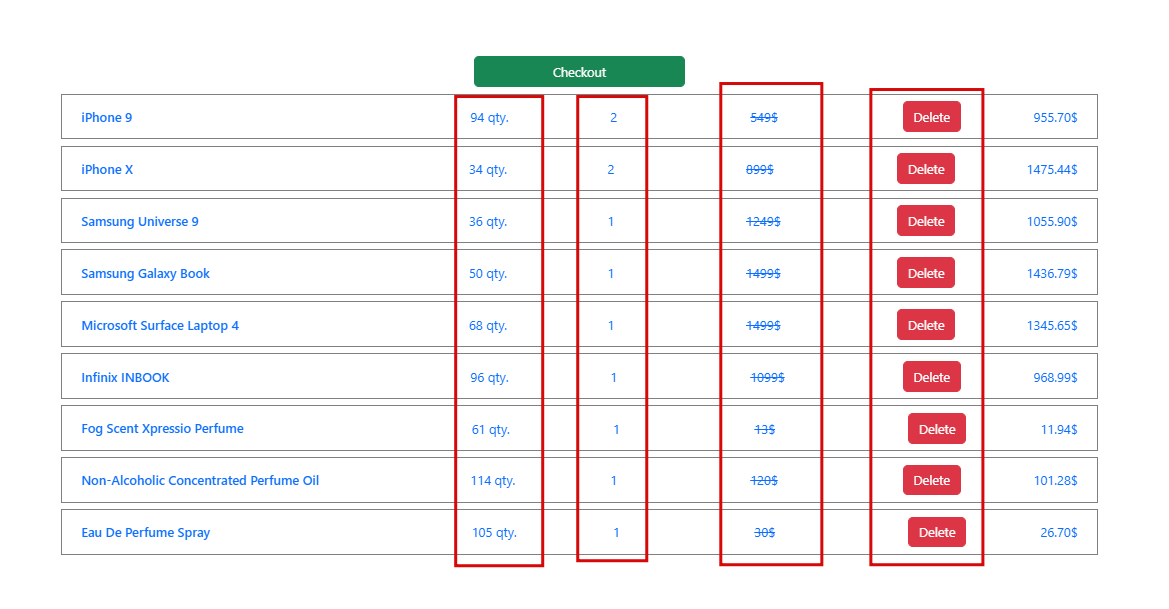 Checkout
iPhone 9 94 qty. 2 549$ Delete 955.70$
iPhone X 34 qty. 2 899$ Delete 1475.44$
Samsung Universe 9 36 qty. 1 1249$ Delete 1055.90$
Samsung Galaxy Book 50 qty. 1 1499$ Delete 1436.79$
Microsoft Surface Laptop 4 68 qty. 1 1499$ Delete 1345.65$
Infinix INBOOK 96 qty. 1 1099$ Delete 968.99$
Fog Scent Xpressio Perfume 61 qty. 1 13$ Delete 11.94$
Non-Alcoholic Concentrated Perfume Oil 114 qty. 1 120$ Delete 101.28$
Eau De Perfume Spray 105 qty. 1 30$ Delete 26.70$